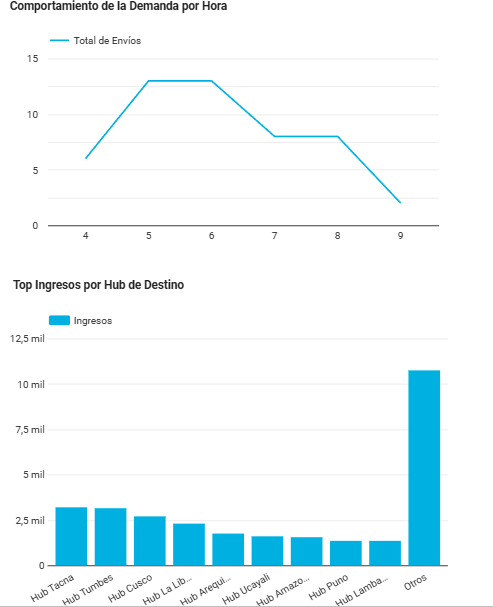 Comportamiento de la Demanda por Hora
Total de Envíos
15
10
5
0
4 5 6 7 8 9
Top Ingresos por Hub de Destino
Ingresos
12,5 mil
10 mil
7,5 mil
5 mil
2,5 mil
0
Hub Tacna
Hub Tumbes
Hub Cusco
Hub La Lib…
Hub Arequi…
Hub Ucayali
Hub Amazo…
Hub Puno
Hub Lamba…
Otros